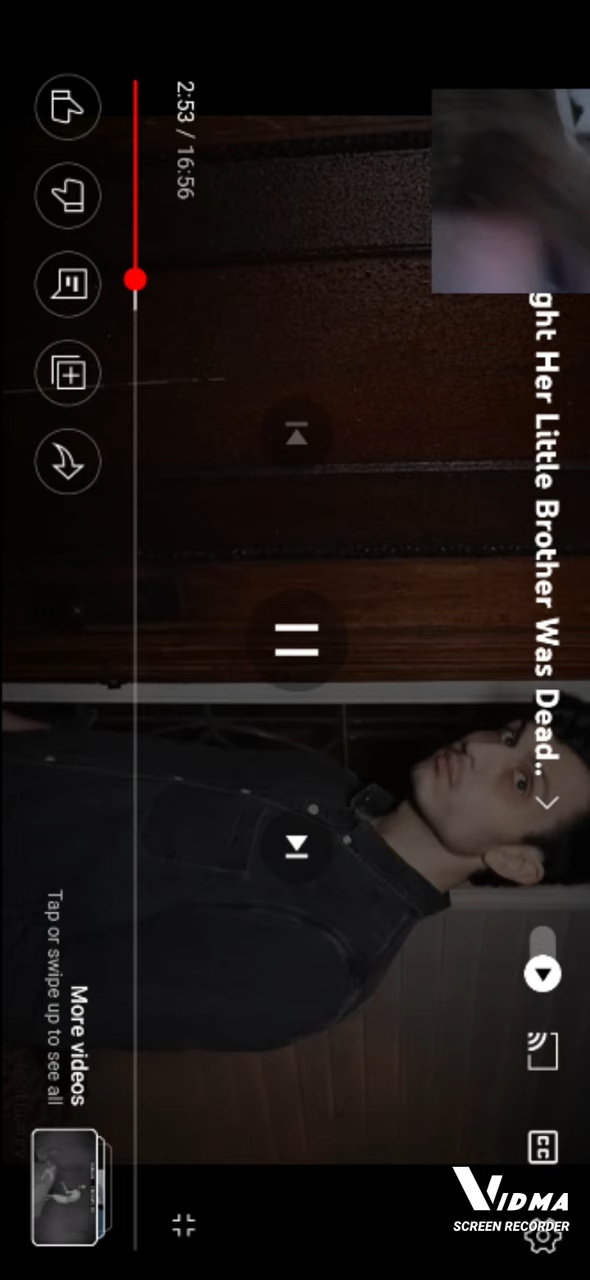 ght Her Little Brother Was Dead..
CC
2:53 / 16:56
More videos
Tap or swipe up to see all
VIDMA
SCREEN RECORDER